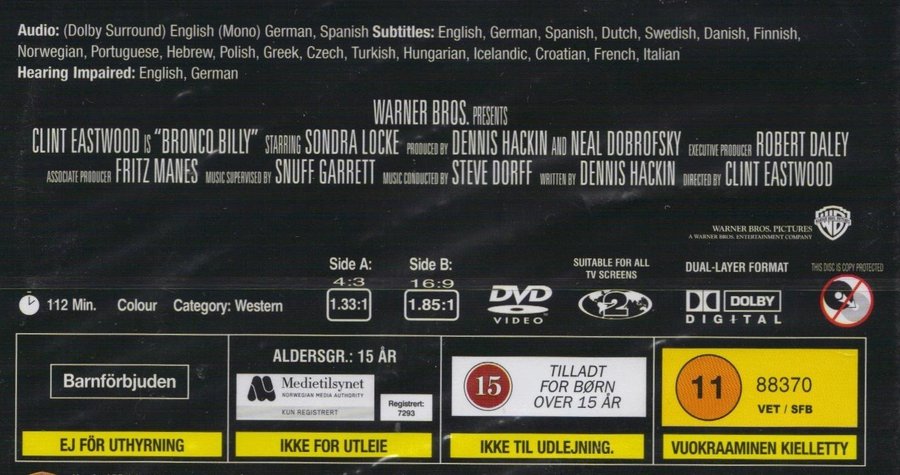 Audio: (Dolby Surround) English (Mono) German, Spanish Subtitles: English, German, Spanish, Dutch, Swedish, Danish, Finnish,
Norwegian, Portuguese, Hebrew, Polish, Greek, Czech, Turkish, Hungarian, Icelandic, Croatian, French, Italian
Hearing Impaired: English, German
WARNER BROS. PRESENTS
CLINT EASTWOOD IS "BRONCO BILLY" STARRING SONDRA LOCKE PRODUCED BY DENNIS HACKIN AND NEAL DOBROFSKY EXECUTIVE PRODUCER ROBERT DALEY
ASSOCIATE PRODUCER FRITZ MANES MUSIC SUPERVISED BY SNUFF GARRETT MUSIC CONDUCTED BY STEVE DORFF WRITTEN BY DENNIS HACKIN DIRECTED BY CLINT EASTWOOD
WARNER BROS. PICTURES
A WARNER BROS. ENTERTAINMENT COMPANY
WB
112 Min. Colour Category: Western
Side A:
4:3
1.33:1
Side B:
16:9
1.85:1
DVD
VIDEO
SUITABLE FOR ALL
TV SCREENS
2
DUAL-LAYER FORMAT
DOLBY
DIGITAL
THIS DISC IS COPY PROTECTED
Barnförbjuden
EJ FÖR UTHYRNING
ALDERSGR.: 15 ÅR
Medietilsynet
NORWEGIAN MEDIA AUTHORITY
KUN REGISTRERT
Registrert:
7293
IKKE FOR UTLEIE
15
TILLADT
FOR BØRN
OVER 15 ÅR
IKKE TIL UDLEJNING.
11
88370
VET / SFB
VUOKRAAMINEN KIELLETTY